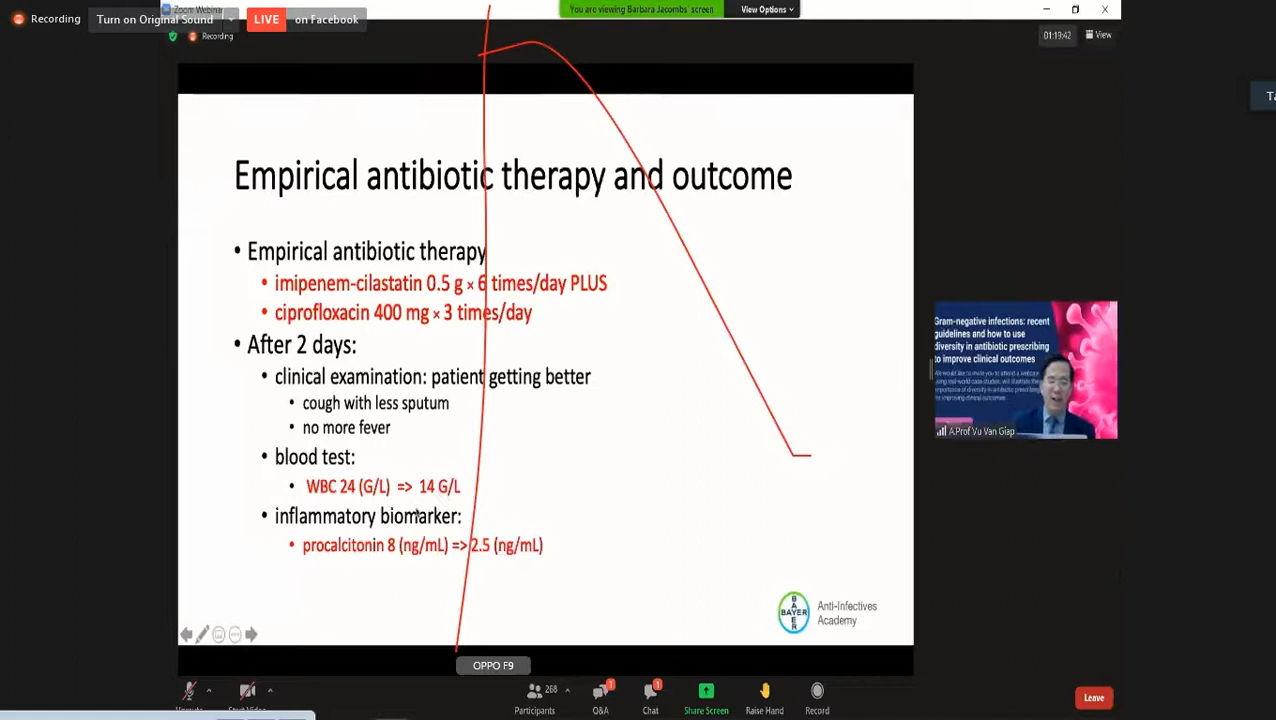 Zoom Webinar
You are viewing Barbara Jacombs' screen
View Options
Recording
Turn on Original Sound
LIVE
on Facebook
Recording
01:19:42
View
Empirical antibiotic therapy and outcome
• Empirical antibiotic therapy
• imipenem-cilastatin 0.5 g × 6 times/day PLUS
• ciprofloxacin 400 mg × 3 times/day
• After 2 days:
• clinical examination: patient getting better
• cough with less sputum
• no more fever
• blood test:
• WBC 24 (G/L) => 14 G/L
• inflammatory biomarker:
• procalcitonin 8 (ng/mL) => 2.5 (ng/mL)
BAYER
BAYER
Anti-Infectives
Academy
Gram-negative infections: recent
guidelines and how to use
diversity in antibiotic prescribing
to improve clinical outcomes
A.Prof Vu Van Giap
OPPO F9
268
1
1
Participants
Q&A
Chat
Share Screen
Raise Hand
Record
Leave